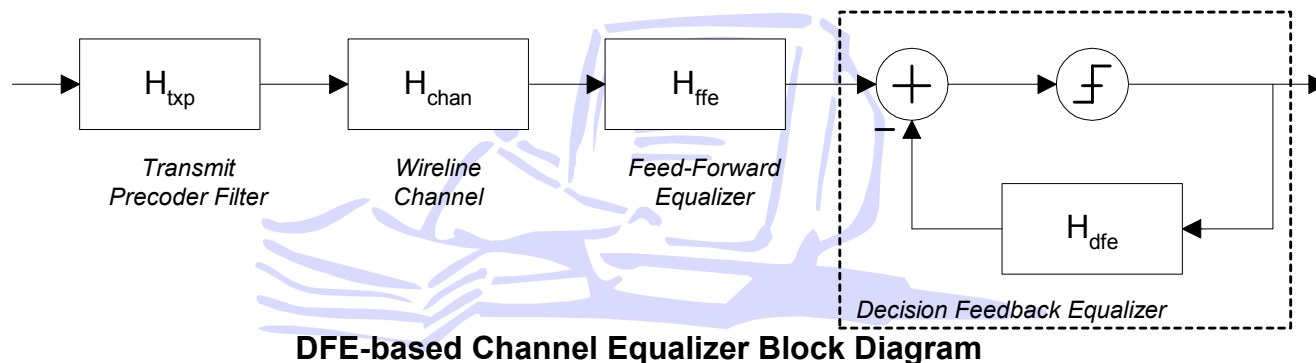 H_txp
H_chan
H_ffe
+
−
H_dfe
Transmit
Precoder Filter
Wireline
Channel
Feed-Forward
Equalizer
Decision Feedback Equalizer
DFE-based Channel Equalizer Block Diagram